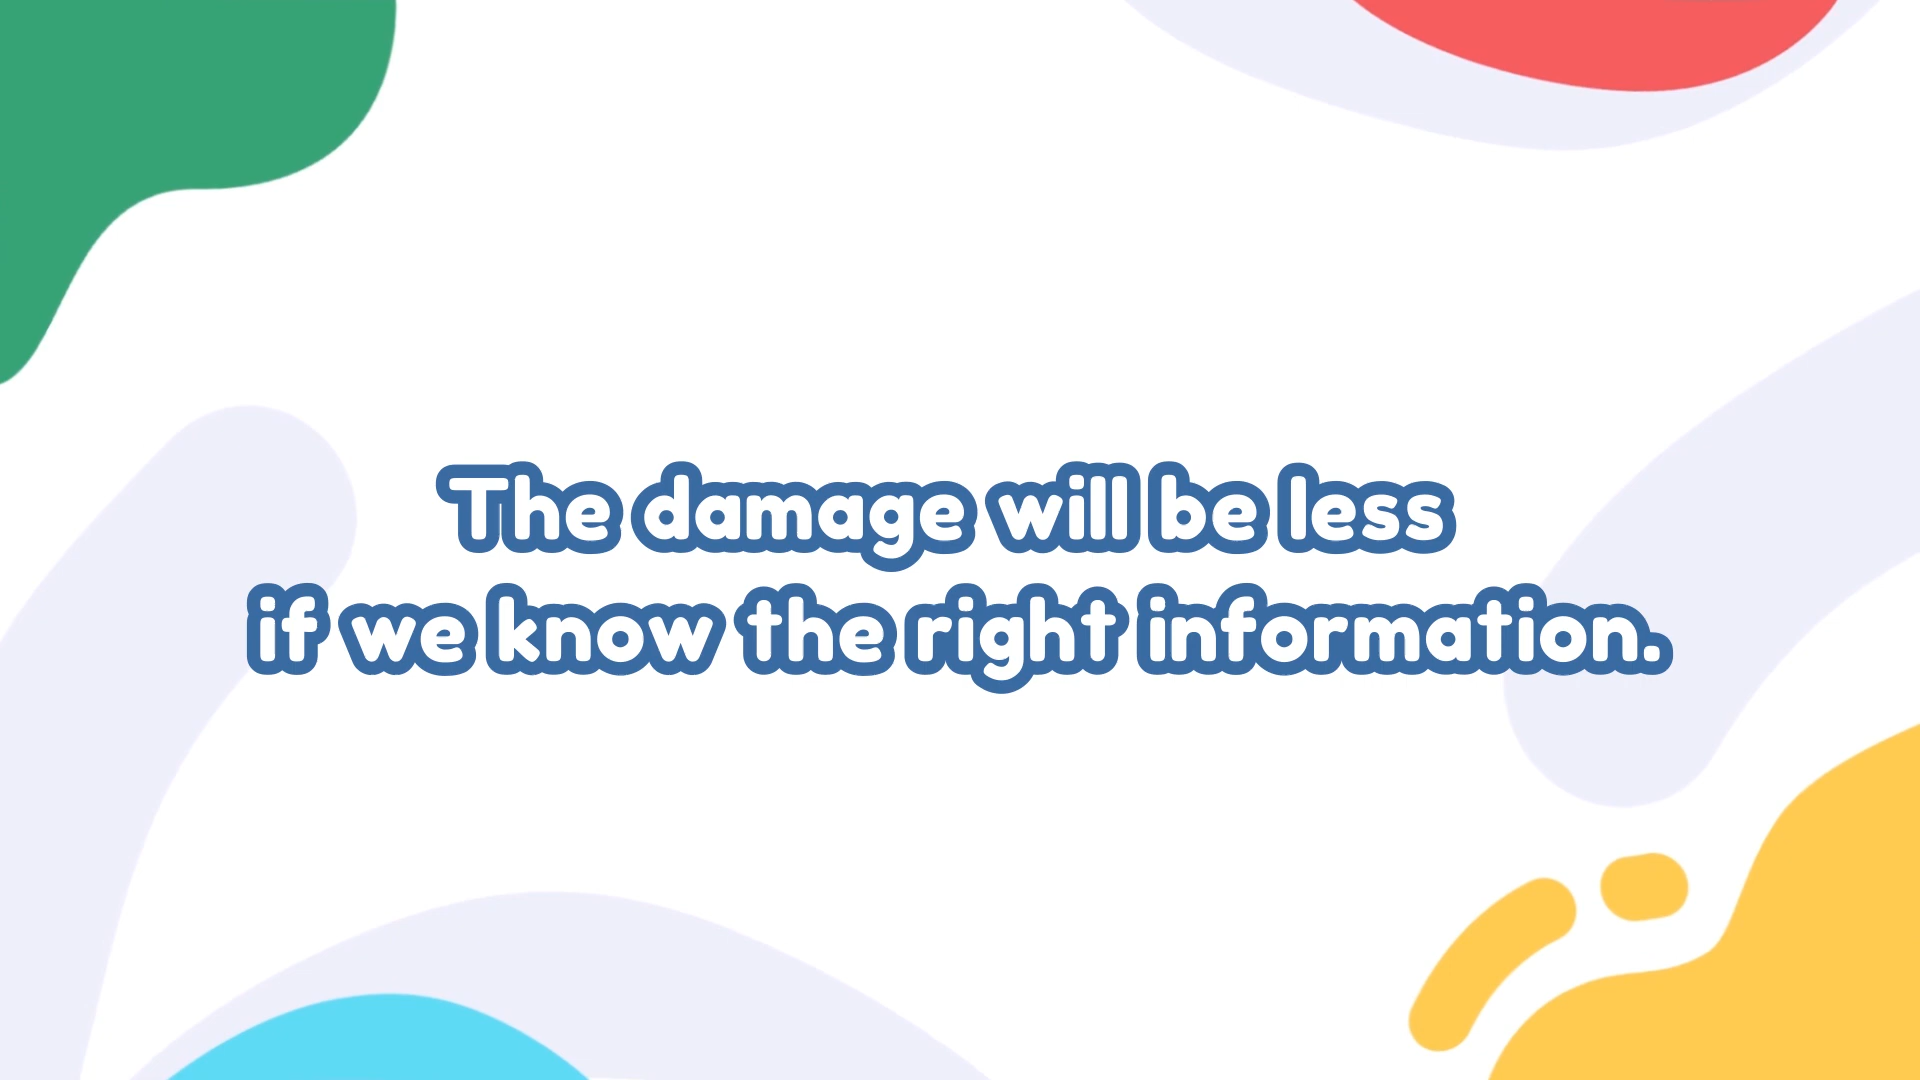 The damage will be less
if we know the right information.